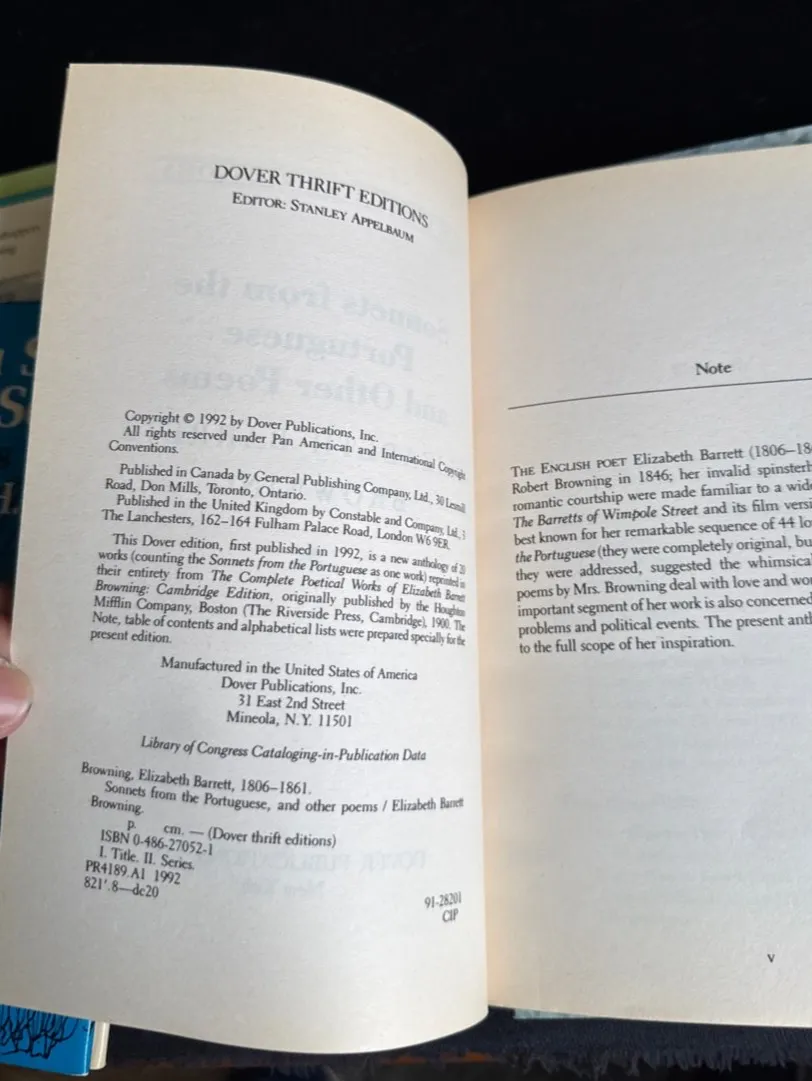 DOVER THRIFT EDITIONS
EDITOR: STANLEY APPELBAUM
Copyright © 1992 by Dover Publications, Inc.
All rights reserved under Pan American and International Copyright
Conventions.
Published in Canada by General Publishing Company, Ltd., 30 Lesmill
Road, Don Mills, Toronto, Ontario.
Published in the United Kingdom by Constable and Company, Ltd., 3
The Lanchesters, 162–164 Fulham Palace Road, London W6 9ER.
This Dover edition, first published in 1992, is a new anthology of 20
works (counting the Sonnets from the Portuguese as one work) reprinted in
their entirety from The Complete Poetical Works of Elizabeth Barrett
Browning: Cambridge Edition, originally published by the Houghton
Mifflin Company, Boston (The Riverside Press, Cambridge), 1900. The
Note, table of contents and alphabetical lists were prepared specially for the
present edition.
Manufactured in the United States of America
Dover Publications, Inc.
31 East 2nd Street
Mineola, N.Y. 11501
Library of Congress Cataloging-in-Publication Data
Browning, Elizabeth Barrett, 1806–1861.
Sonnets from the Portuguese, and other poems / Elizabeth Barrett
Browning.
p. cm. — (Dover thrift editions)
ISBN 0-486-27052-1
I. Title. II. Series.
PR4189.A1 1992
821'.8—dc20
91-28201
CIP
Note
THE ENGLISH POET Elizabeth Barrett (1806–18
Robert Browning in 1846; her invalid spinsterh
romantic courtship were made familiar to a wid
The Barretts of Wimpole Street and its film versi
best known for her remarkable sequence of 44 lo
the Portuguese (they were completely original, bu
they were addressed, suggested the whimsical
poems by Mrs. Browning deal with love and wo
important segment of her work is also concerned
problems and political events. The present anth
to the full scope of her inspiration.
v